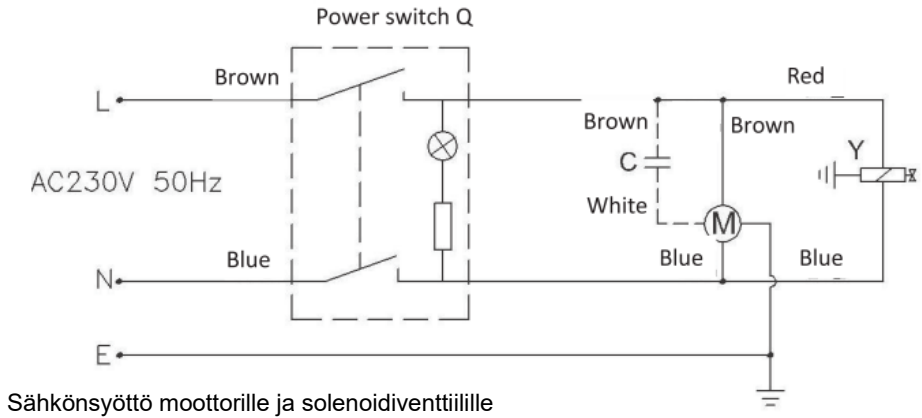 Power switch Q
Brown
Red
L
Brown
Brown
C
Y
AC230V 50Hz
White
M
Blue
Blue
Blue
N
E
Sähkönsyöttö moottorille ja solenoidiventtiilille